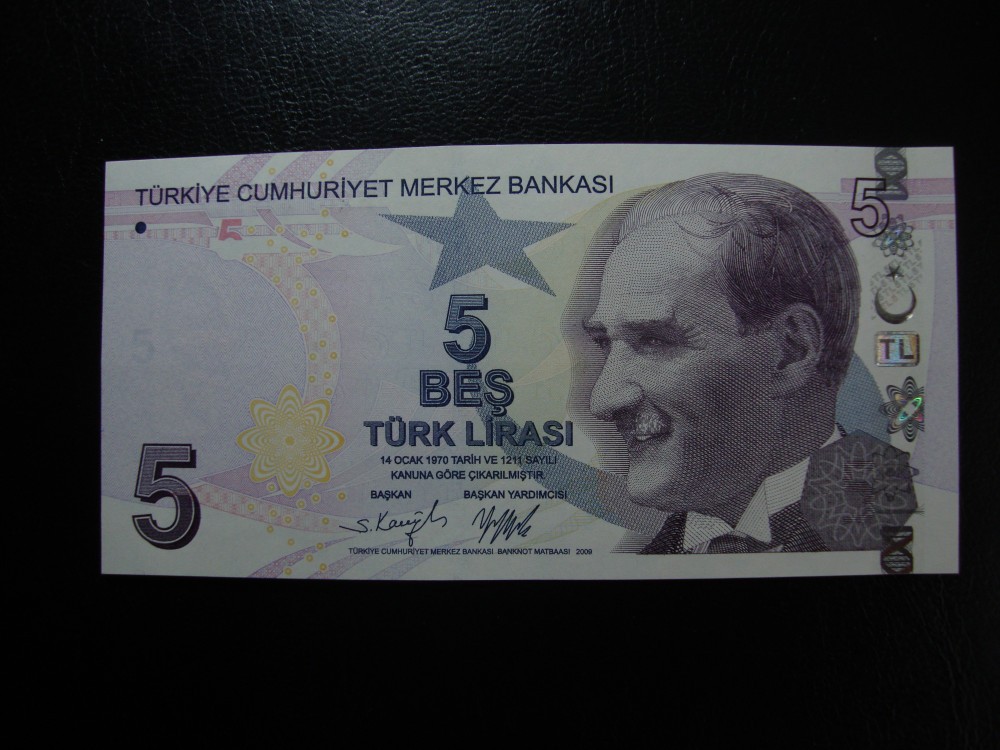 TÜRKİYE CUMHURİYET MERKEZ BANKASI
5
5
5
BEŞ
TÜRK LİRASI
14 OCAK 1970 TARİH VE 1211 SAYILI
KANUNA GÖRE ÇIKARILMIŞTIR.
BAŞKAN BAŞKAN YARDIMCISI
TÜRKİYE CUMHURİYET MERKEZ BANKASI BANKNOT MATBAASI 2009
5
TL